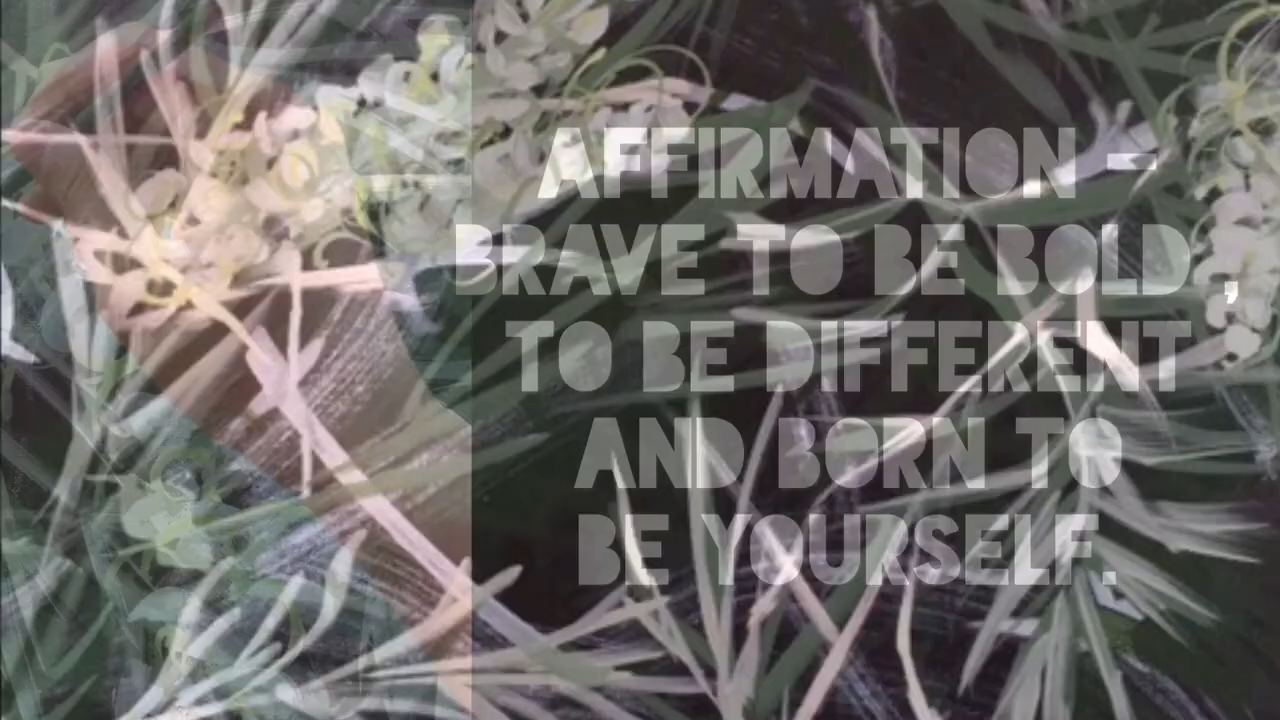 AFFIRMATION –
BRAVE TO BE BOLD ,
TO BE DIFFERENT
AND BORN TO
BE YOURSELF.